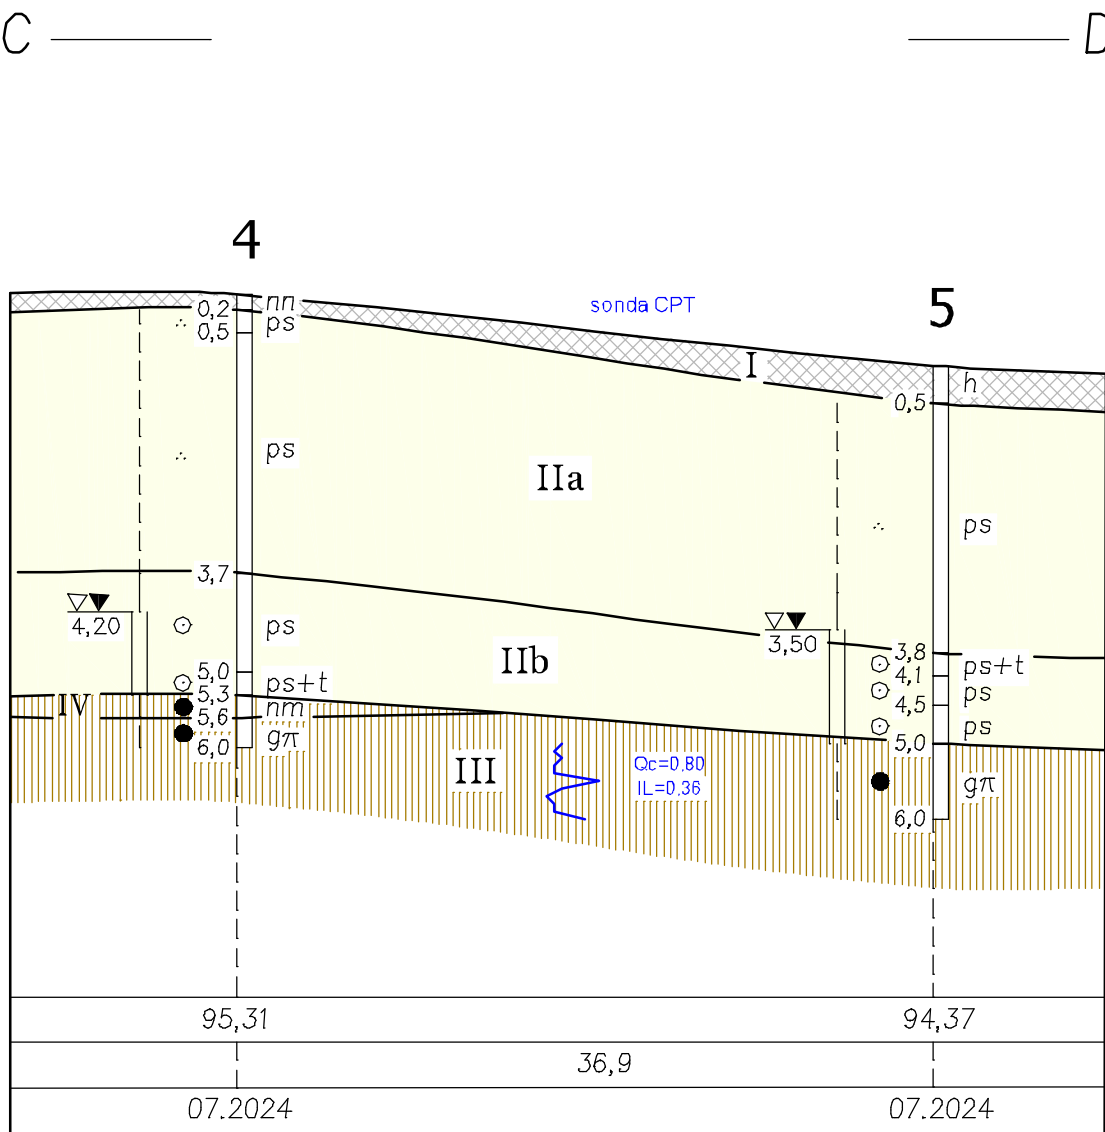 C D
4
5
sonda CPT
0,2 nn
0,5 ps
I
h
0,5
ps
IIa
ps
3,7
4,20
ps
3,50
3,8
ps+t
4,1
ps
4,5
ps
5,0
IIb
5,0
ps+t
5,3
IV
nm
5,6
gπ
6,0
III
Qc=0.80
IL=0.36
gπ
6,0
95,31 94,37
36,9
07.2024 07.2024